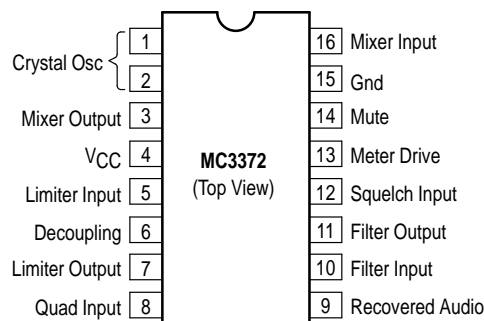 Crystal Osc
1
2
Mixer Output 3
VCC 4
Limiter Input 5
Decoupling 6
Limiter Output 7
Quad Input 8
MC3372
(Top View)
16 Mixer Input
15 Gnd
14 Mute
13 Meter Drive
12 Squelch Input
11 Filter Output
10 Filter Input
9 Recovered Audio